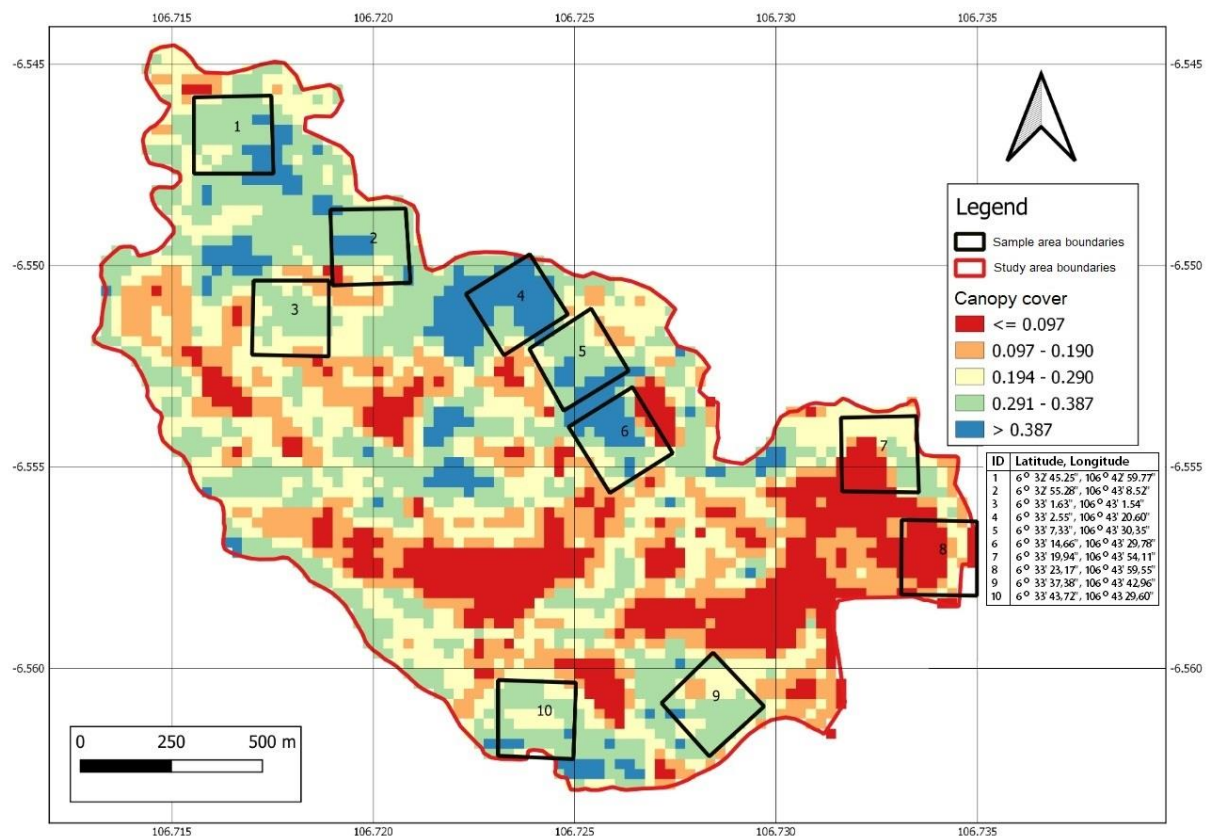 106.715 106.720 106.725 106.730 106.735
-6.545 -6.545
1
2
-6.550 -6.550
3
4
5
6
7
-6.555 -6.555
8
-6.560 -6.560
9
10
Legend
Sample area boundaries
Study area boundaries
Canopy cover
<= 0.097
0.097 - 0.190
0.194 - 0.290
0.291 - 0.387
> 0.387
ID Latitude, Longitude
1 6° 32' 45.25", 106° 42' 59.77"
2 6° 32' 55.28", 106° 43' 8.52"
3 6° 33' 1.63", 106° 43' 1.54"
4 6° 33' 2.55", 106° 43' 20.60"
5 6° 33' 7.33", 106° 43' 30,35"
6 6° 33' 14.66", 106° 43' 29,78"
7 6° 33' 19,94", 106° 43' 54,11"
8 6° 33' 23,17", 106° 43' 59,55"
9 6° 33' 37,38", 106° 43' 42,96"
10 6° 33' 43,72", 106° 43' 29,60"
0 250 500 m
106.715 106.720 106.725 106.730 106.735